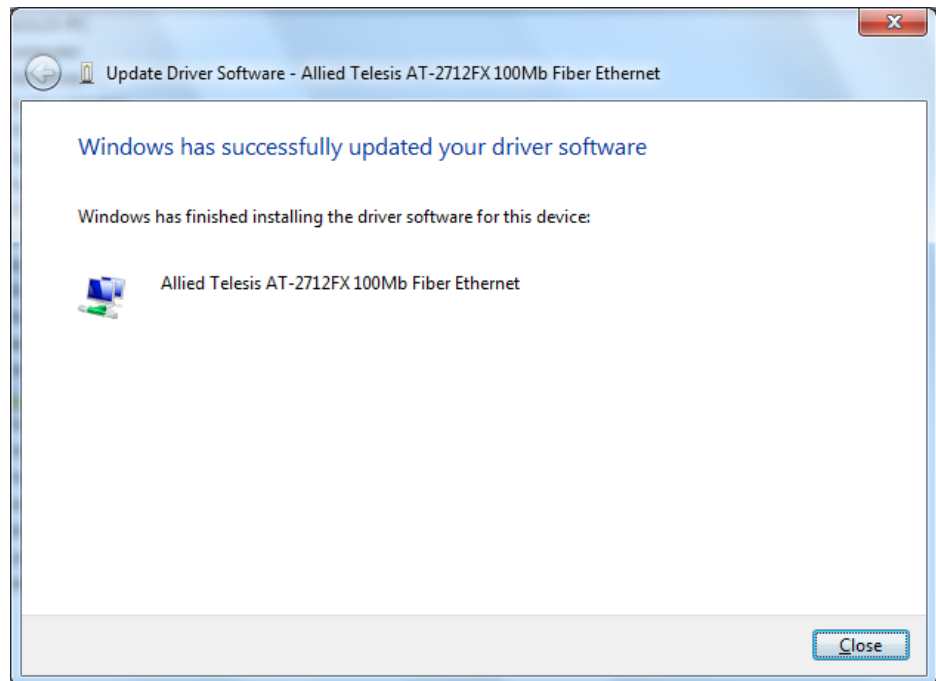 Update Driver Software - Allied Telesis AT-2712FX 100Mb Fiber Ethernet
Windows has successfully updated your driver software
Windows has finished installing the driver software for this device:
Allied Telesis AT-2712FX 100Mb Fiber Ethernet
Close